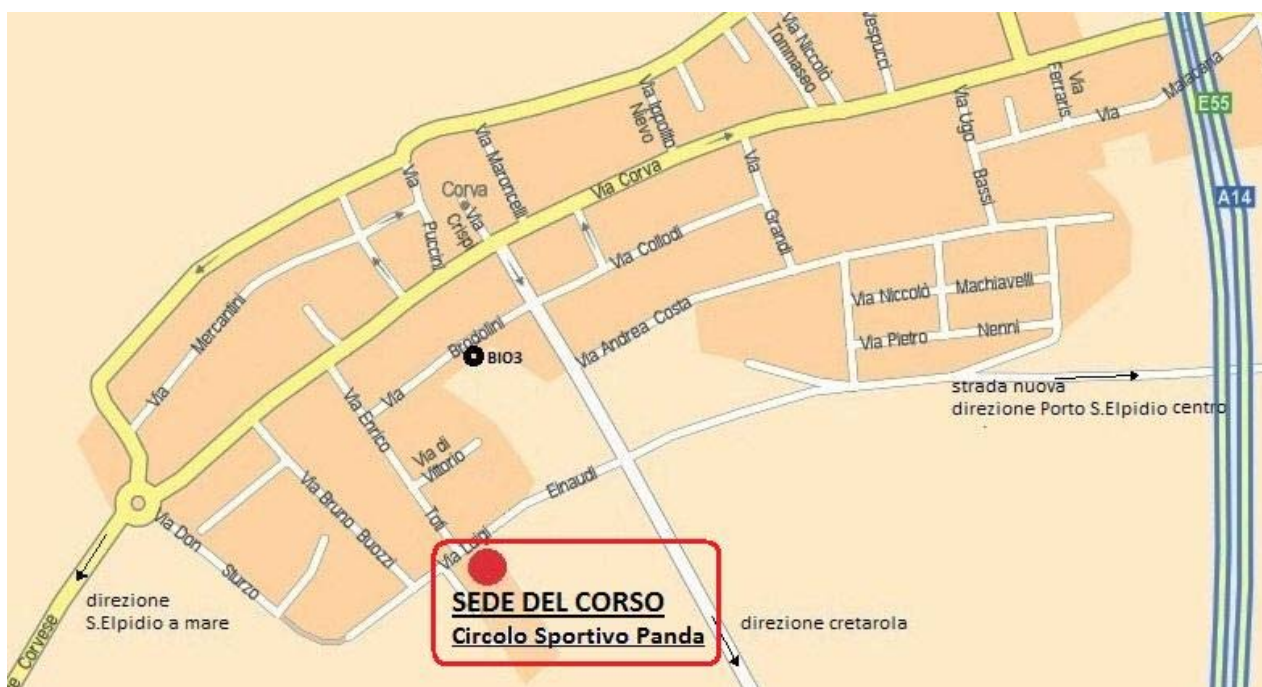 Via Niccolò
Tommaseo
Vespucci
Via
Ferraris
Via Malaparta
E55
Via Ippolito
Nievo
Via Ugo
Bassi
Via Maroncelli
Via Corva
A14
Via
Puccini
Corva
Via
Crispi
Via
Grandi
Via Collodi
Via Mercantini
Via Niccolò Machiavelli
Via Andrea Costa
Via Pietro Nenni
Via Brodolini
BIO3
strada nuova
direzione Porto S.Elpidio centro
Via Enrico Toti
Via di
Vittorio
Via Luigi Einaudi
Via Bruno Buozzi
Via Don Sturzo
direzione
S.Elpidio a mare
SEDE DEL CORSO
Circolo Sportivo Panda
direzione cretarola
Corvese